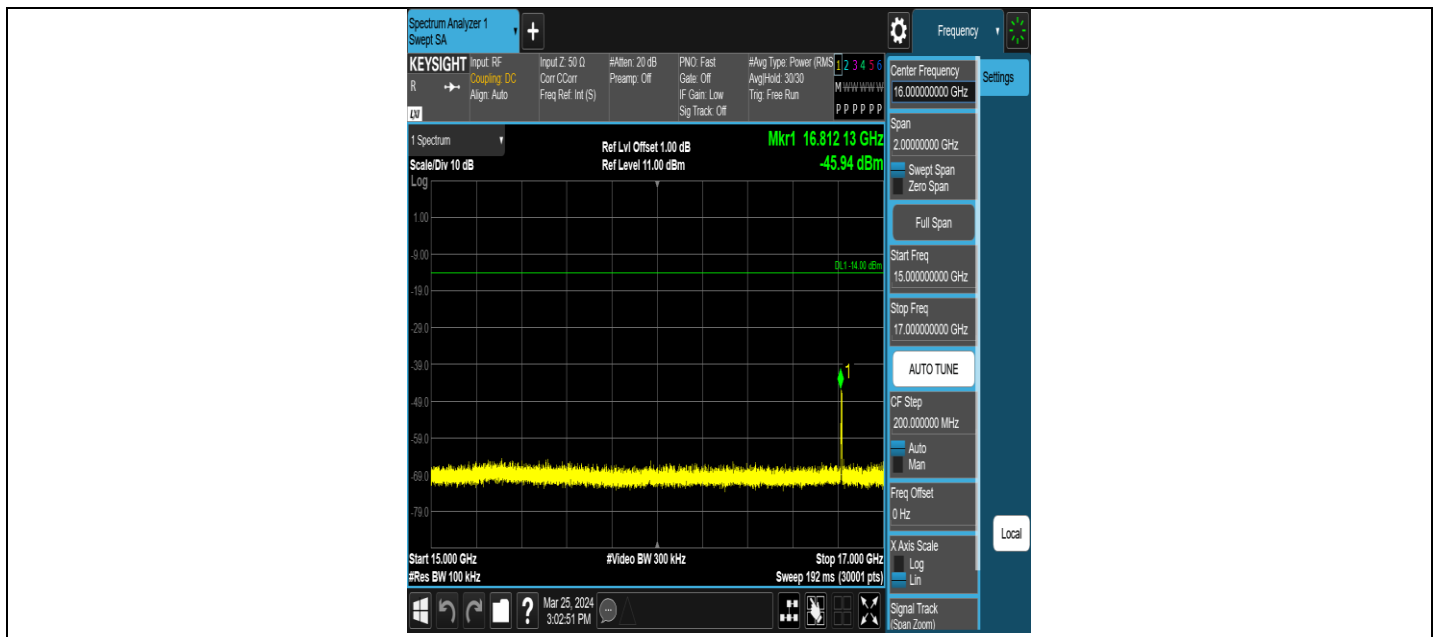 Spectrum Analyzer 1
Swept SA
+
Frequency
KEYSIGHT
R
LXI
Input: RF
Coupling: DC
Align: Auto
Input Z: 50 Ω
Corr CCorr
Freq Ref: Int (S)
#Atten: 20 dB
Preamp: Off
PNO: Fast
Gate: Off
IF Gain: Low
Sig Track: Off
#Avg Type: Power (RMS
Avg|Hold: 30/30
Trig: Free Run
1 2 3 4 5 6
M W W W W W
P P P P P P
1 Spectrum
Scale/Div 10 dB
Log
Ref Lvl Offset 1.00 dB
Ref Level 11.00 dBm
Mkr1 16.812 13 GHz
-45.94 dBm
1.00
-9.00
DL1 -14.00 dBm
-19.0
-29.0
-39.0
1
-49.0
-59.0
-69.0
-79.0
Start 15.000 GHz
#Res BW 100 kHz
#Video BW 300 kHz
Stop 17.000 GHz
Sweep 192 ms (30001 pts)
?
Mar 25, 2024
3:02:51 PM
Center Frequency
16.000000000 GHz
Settings
Span
2.00000000 GHz
Swept Span
Zero Span
Full Span
Start Freq
15.000000000 GHz
Stop Freq
17.000000000 GHz
AUTO TUNE
CF Step
200.000000 MHz
Auto
Man
Freq Offset
0 Hz
X Axis Scale
Log
Lin
Signal Track
(Span Zoom)
Local